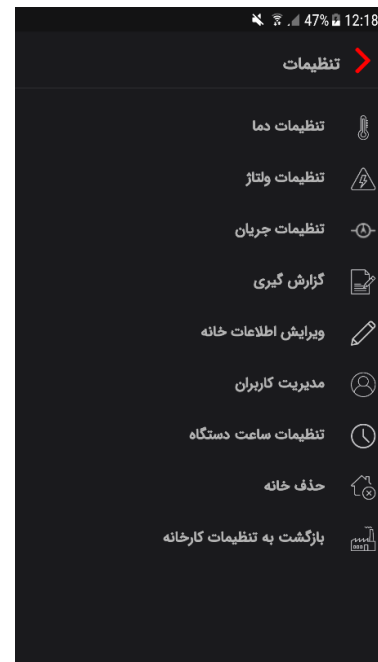 47% 12:18
تنظیمات
تنظیمات دما
تنظیمات ولتاژ
تنظیمات جریان
گزارش گیری
ویرایش اطلاعات خانه
مدیریت کاربران
تنظیمات ساعت دستگاه
حذف خانه
بازگشت به تنظیمات کارخانه